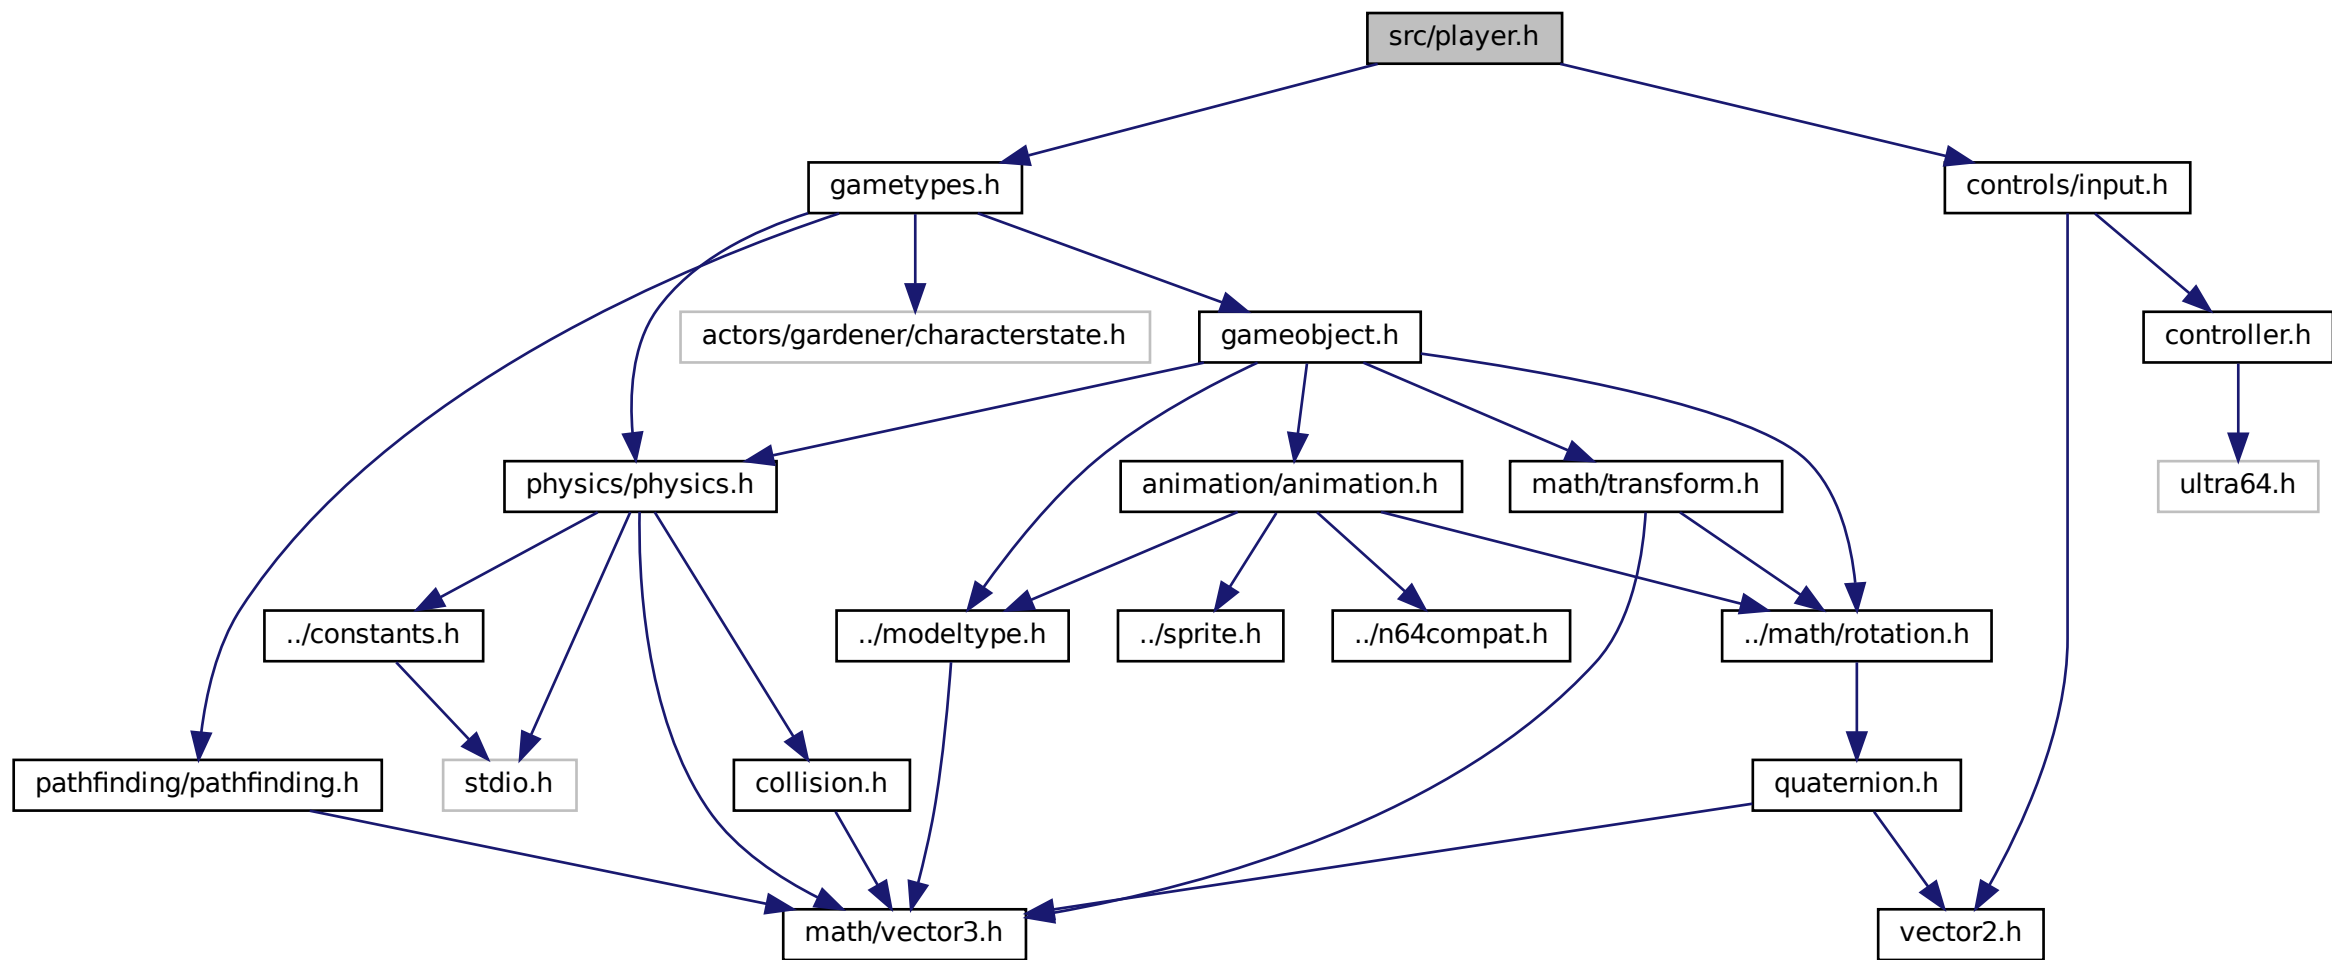 src/player.h
gametypes.h
controls/input.h
actors/gardener/characterstate.h
gameobject.h
controller.h
physics/physics.h
animation/animation.h
math/transform.h
ultra64.h
../constants.h
../modeltype.h
../sprite.h
../n64compat.h
../math/rotation.h
pathfinding/pathfinding.h
stdio.h
collision.h
quaternion.h
math/vector3.h
vector2.h